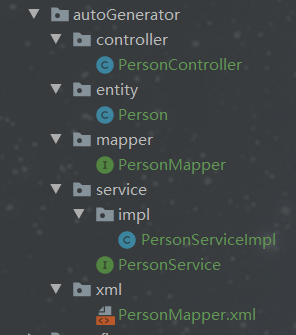 autoGenerator
controller
PersonController
entity
Person
mapper
PersonMapper
service
impl
PersonServiceImpl
PersonService
xml
PersonMapper.xml